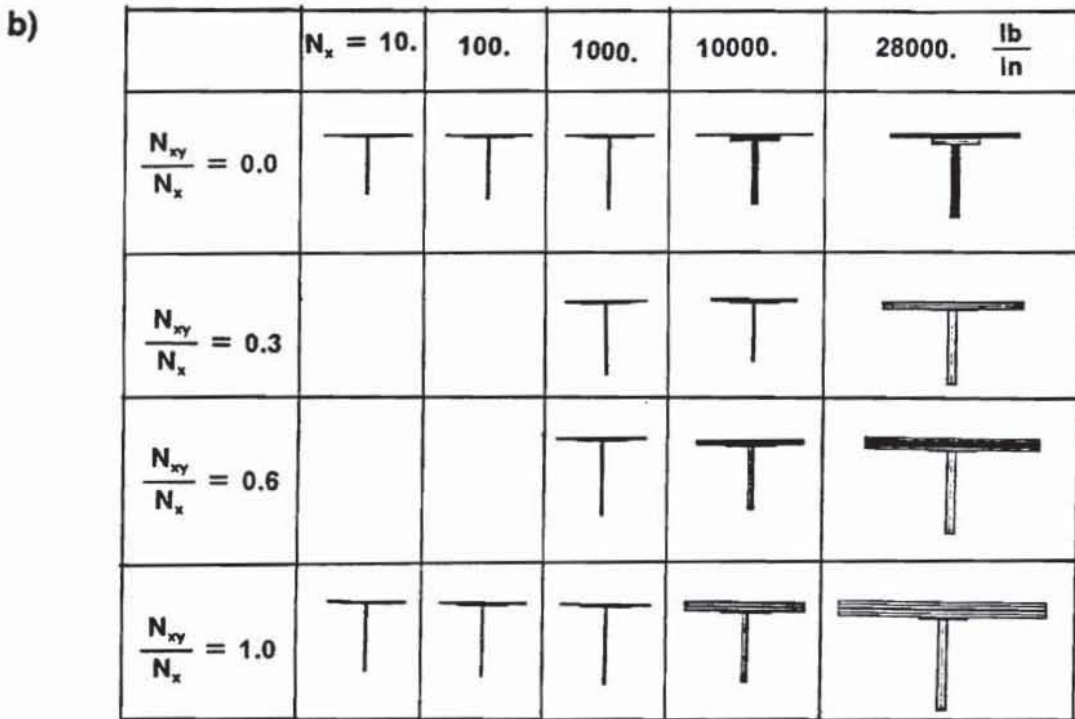 b)
N_x = 10. 100. 1000. 10000. 28000. lb/in
N_xy/N_x = 0.0
N_xy/N_x = 0.3
N_xy/N_x = 0.6
N_xy/N_x = 1.0